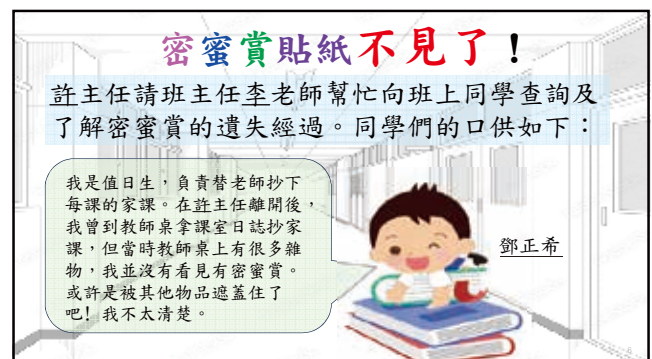 密蜜賞貼紙不見了！
許主任請班主任李老師幫忙向班上同學查詢及
了解密蜜賞的遺失經過。同學們的口供如下：
我是值日生，負責替老師抄下
每課的家課。在許主任離開後，
我曾到教師桌拿課室日誌抄家
課，但當時教師桌上有很多雜
物，我並沒有看見有密蜜賞。
或許是被其他物品遮蓋住了
吧！我不太清楚。
鄧正希